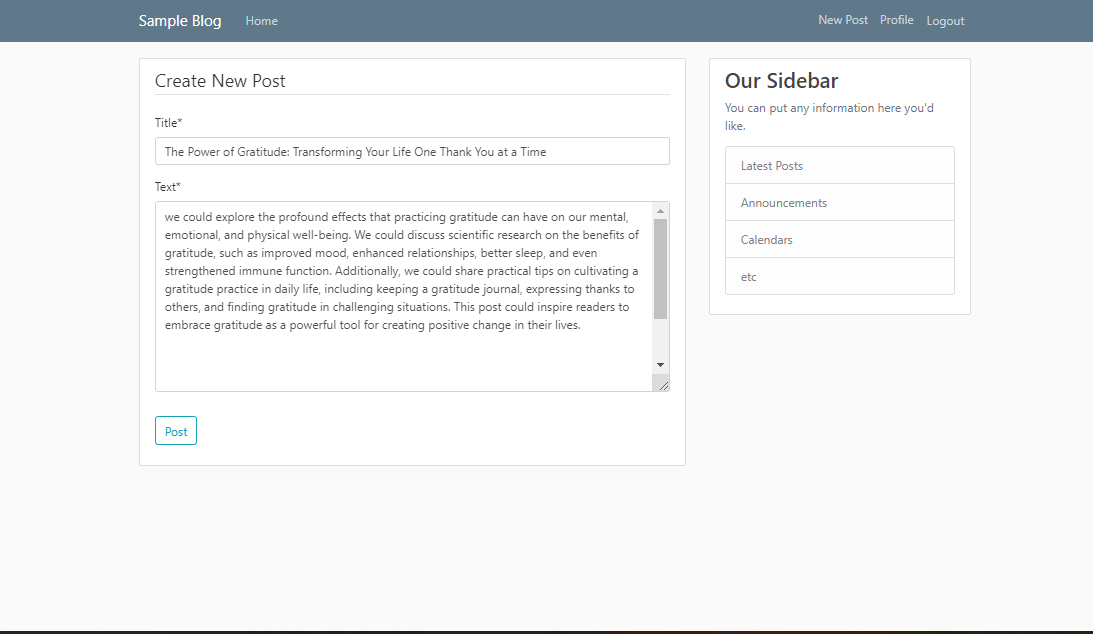 Sample Blog Home New Post Profile Logout
Create New Post
Title*
The Power of Gratitude: Transforming Your Life One Thank You at a Time
Text*
we could explore the profound effects that practicing gratitude can have on our mental,
emotional, and physical well-being. We could discuss scientific research on the benefits of
gratitude, such as improved mood, enhanced relationships, better sleep, and even
strengthened immune function. Additionally, we could share practical tips on cultivating a
gratitude practice in daily life, including keeping a gratitude journal, expressing thanks to
others, and finding gratitude in challenging situations. This post could inspire readers to
embrace gratitude as a powerful tool for creating positive change in their lives.
Post
Our Sidebar
You can put any information here you'd
like.
Latest Posts
Announcements
Calendars
etc